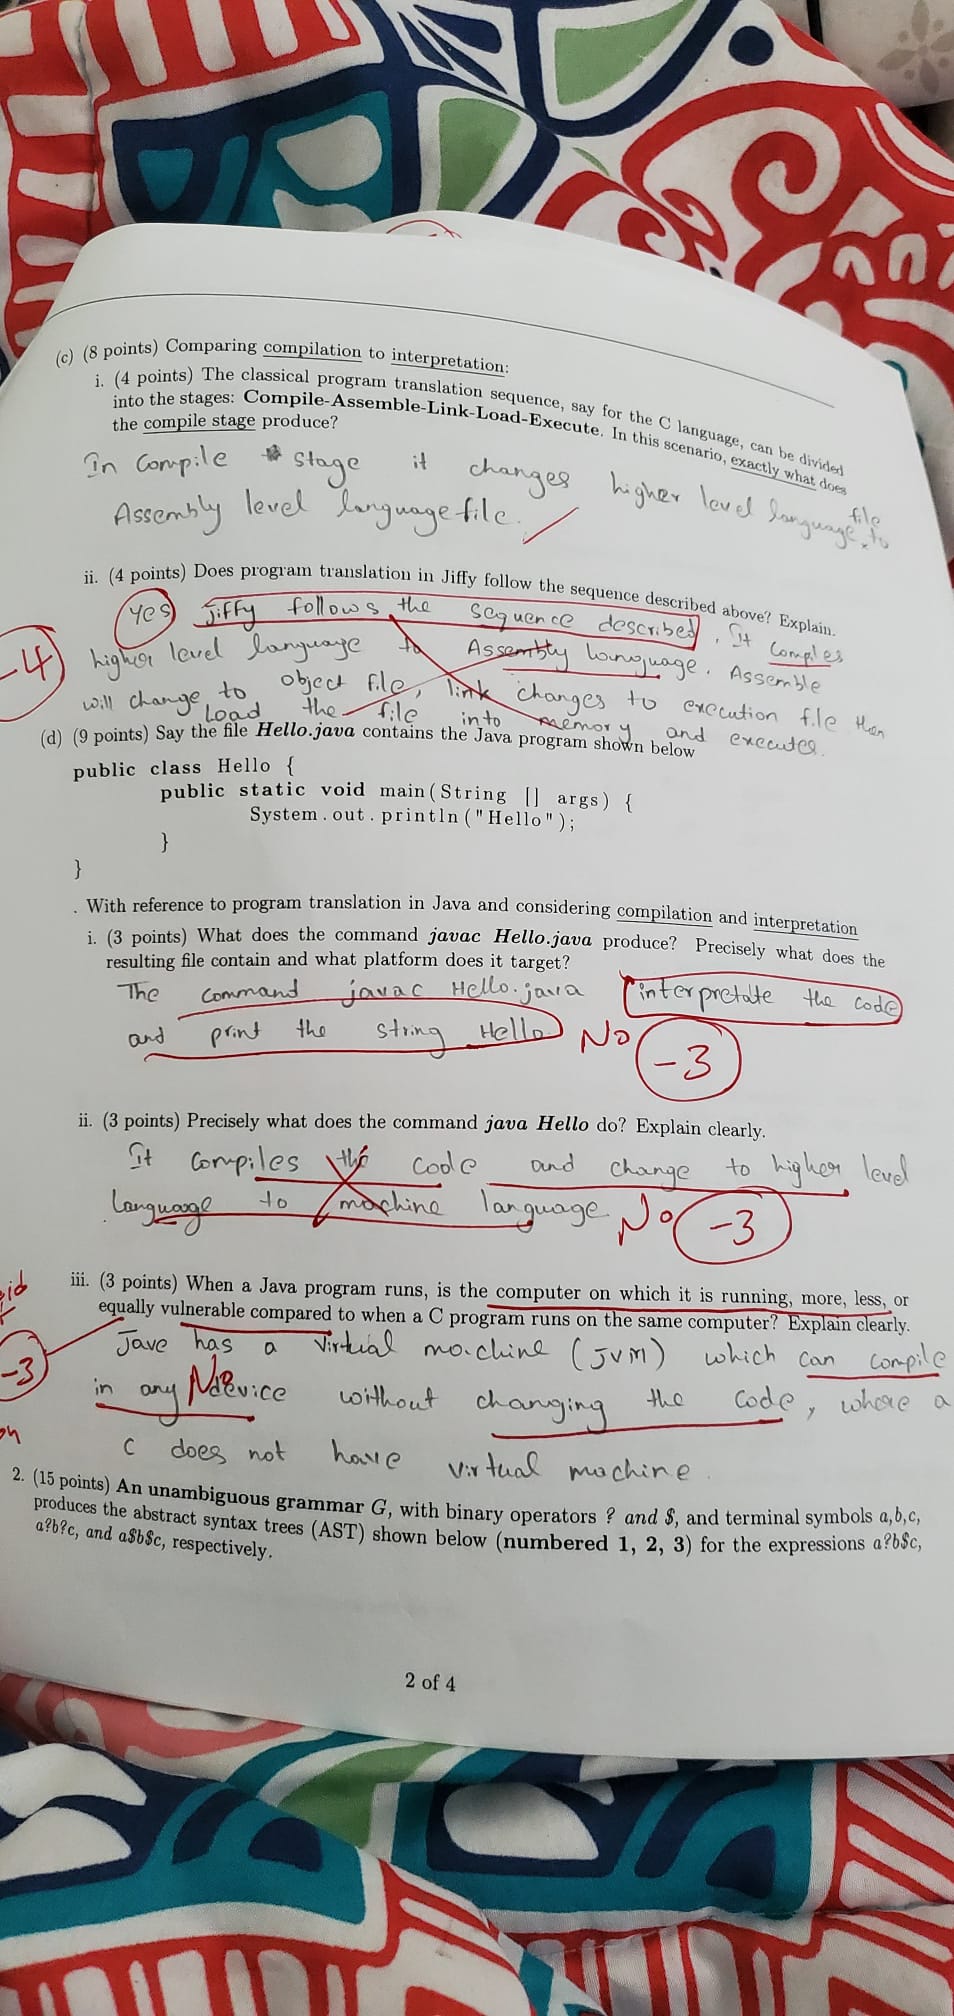 (c) (8 points) Comparing compilation to interpretation:
i. (4 points) The classical program translation sequence, say for the C language, can be divided
into the stages: Compile-Assemble-Link-Load-Execute. In this scenario, exactly what does
the compile stage produce?
In Compile stage it changes higher level language file to
Assembly level language file.
ii. (4 points) Does program translation in Jiffy follow the sequence described above? Explain.
Yes Jiffy follows the sequence described, It Comples
-4 higher level language to Assembly language. Assemble
will change to object file, link changes to execution file then
Load the file into memory and executes.
(d) (9 points) Say the file Hello.java contains the Java program shown below
public class Hello {
public static void main(String [] args) {
System.out.println("Hello");
}
}
. With reference to program translation in Java and considering compilation and interpretation
i. (3 points) What does the command javac Hello.java produce? Precisely what does the
resulting file contain and what platform does it target?
The command javac Hello.java interpretate the code
and print the string Hello No
-3
ii. (3 points) Precisely what does the command java Hello do? Explain clearly.
It compiles the code and change to higher level
language to machine language. No -3
iii. (3 points) When a Java program runs, is the computer on which it is running, more, less, or
equally vulnerable compared to when a C program runs on the same computer? Explain clearly.
Jave has a Virtual machine (JVM) which can compile
-3 in any device without changing the code, where a
No
C does not have virtual machine.
2. (15 points) An unambiguous grammar G, with binary operators ? and $, and terminal symbols a,b,c,
produces the abstract syntax trees (AST) shown below (numbered 1, 2, 3) for the expressions a?b$c,
a?b?c, and a$b$c, respectively.
2 of 4